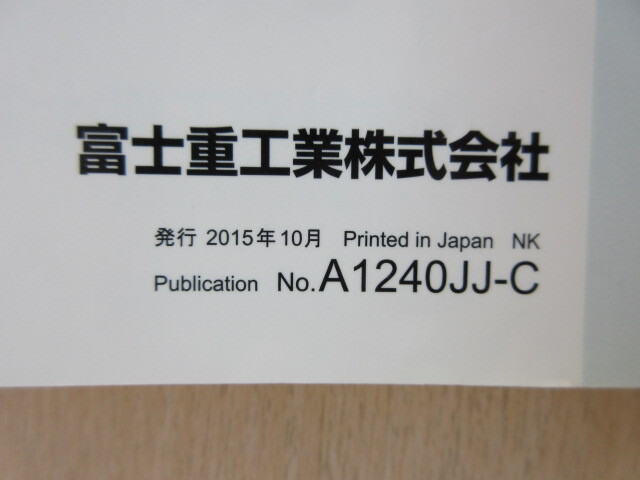 富士重工業株式会社
発行 2015年10月 Printed in Japan NK
Publication No.A1240JJ-C